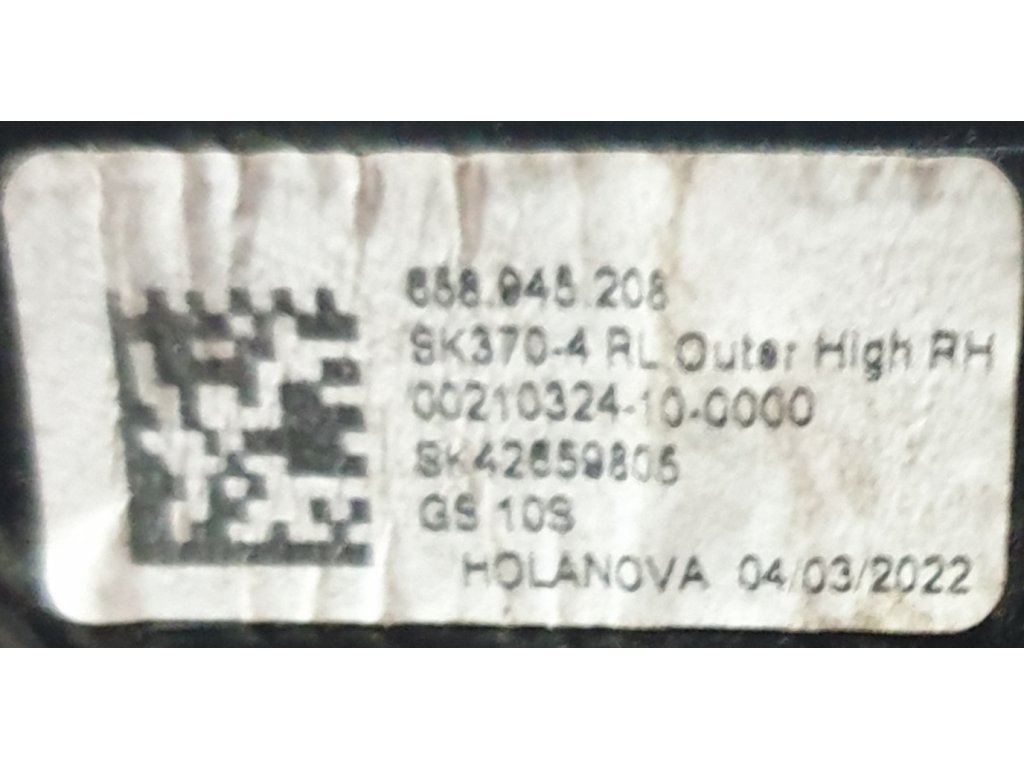 658.945.208
SK370-4 RL Outer High RH
00210324-10-0000
SK42659805
GS 10S
HOLANOVA 04/03/2022